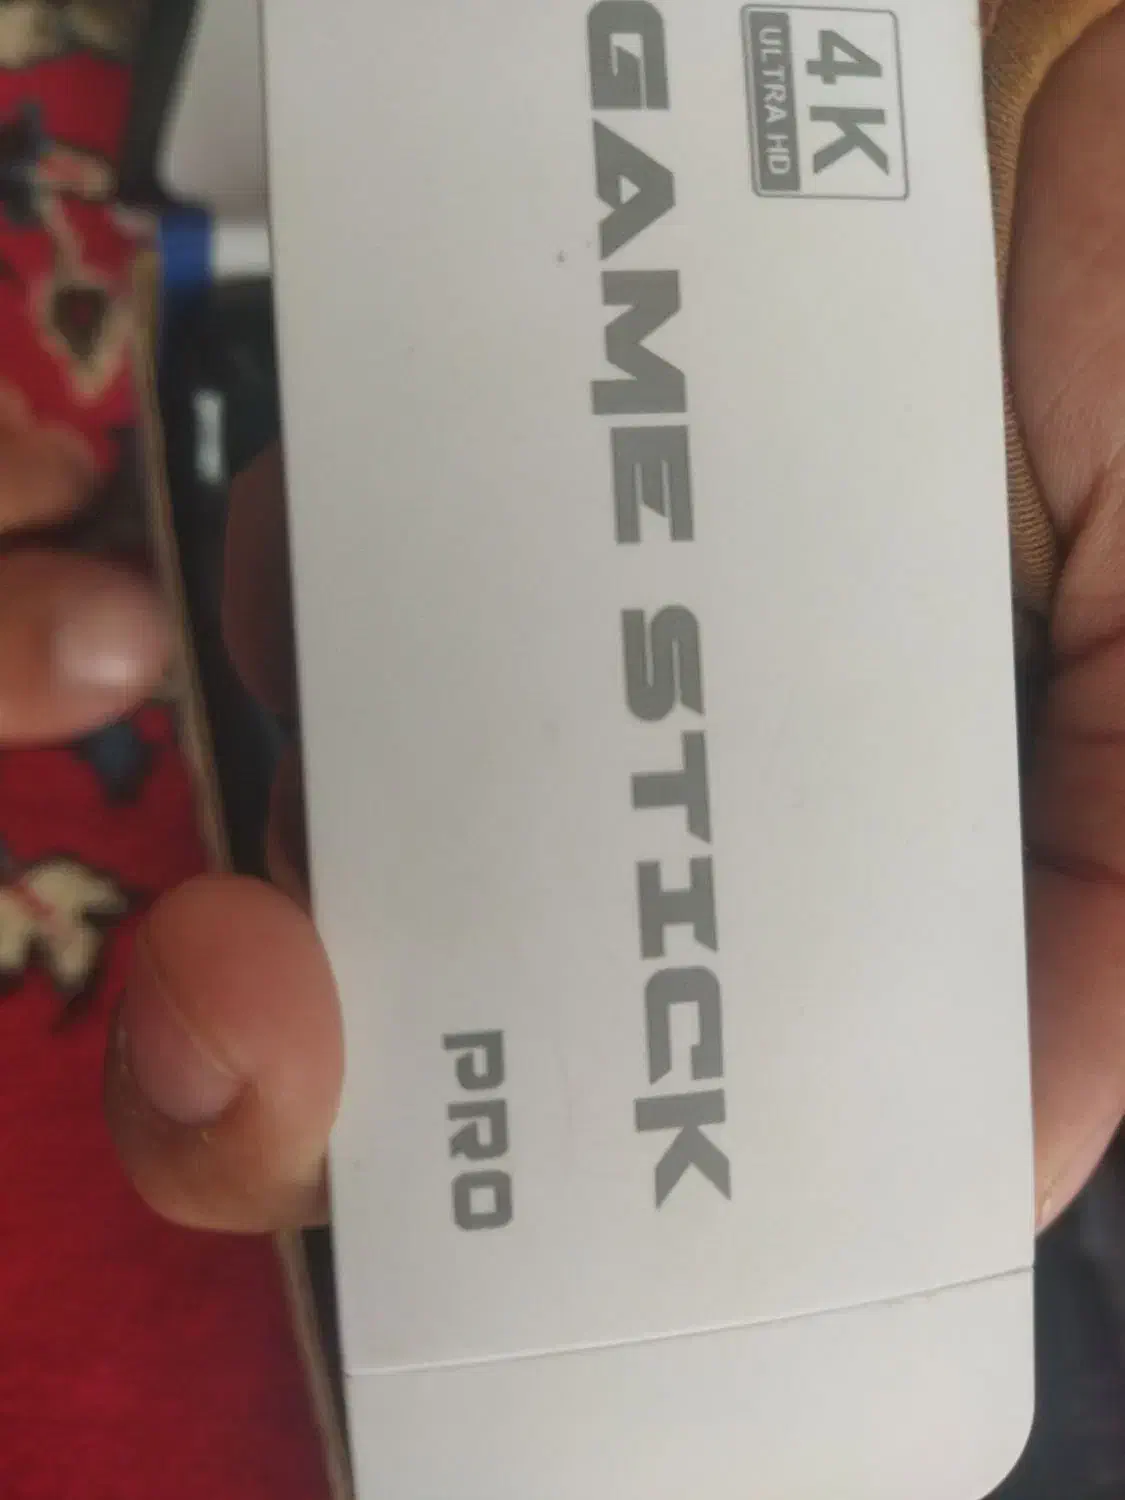 4K
ULTRA HD
GAME STICK
PRO